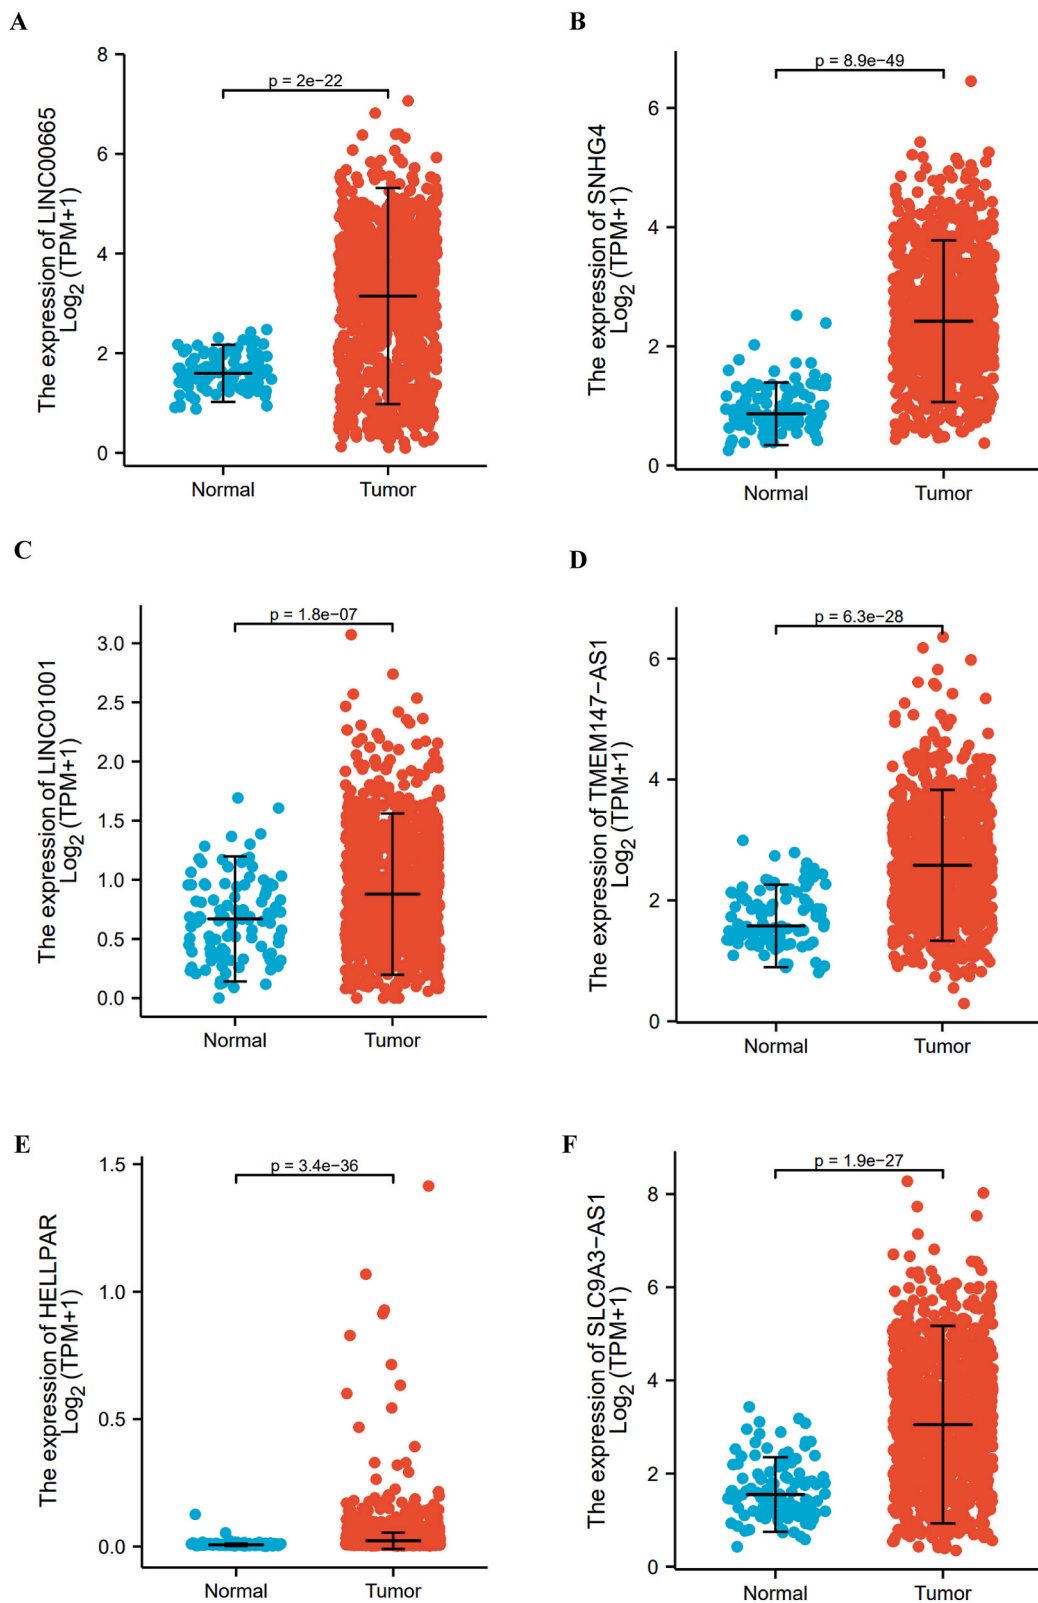 A
The expression of LINC00665
Log2 (TPM+1)
8
6
4
2
0
p = 2e−22
Normal
Tumor
B
The expression of SNHG4
Log2 (TPM+1)
6
4
2
0
p = 8.9e−49
Normal
Tumor
C
The expression of LINC01001
Log2 (TPM+1)
3.0
2.5
2.0
1.5
1.0
0.5
0.0
p = 1.8e−07
Normal
Tumor
D
The expression of TMEM147−AS1
Log2 (TPM+1)
6
4
2
0
p = 6.3e−28
Normal
Tumor
E
The expression of HELLPAR
Log2 (TPM+1)
1.5
1.0
0.5
0.0
p = 3.4e−36
Normal
Tumor
F
The expression of SLC9A3−AS1
Log2 (TPM+1)
8
6
4
2
0
p = 1.9e−27
Normal
Tumor